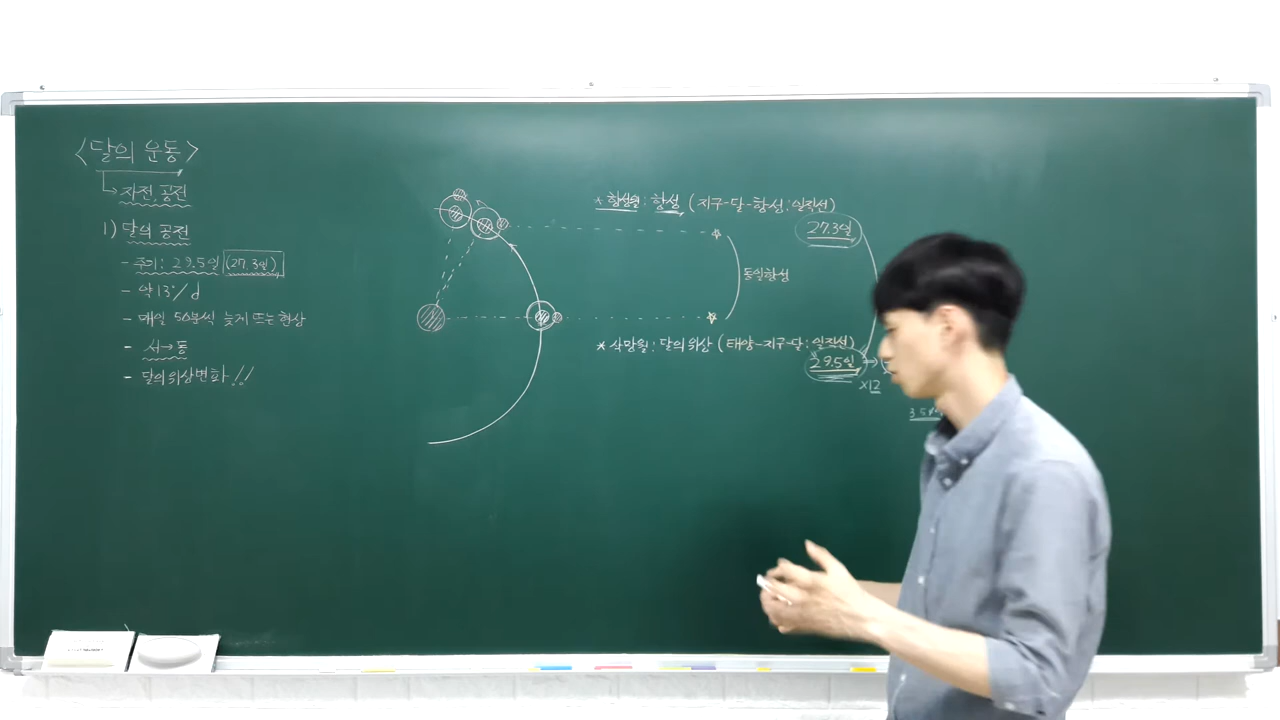 <달의 운동>
자전, 공전
1) 달의 공전
- 주기: 29.5일 (27.3일)
- 약 13°/d
- 매일 50분씩 늦게 뜨는 현상
- 서→동
- 달의 위상변화!!
* 항성월: 항성 (지구-달-항성: 일직선)
27.3일
동일항성
* 삭망월: 달의 위상 (태양-지구-달: 일직선)
29.5일 ⇒
×12